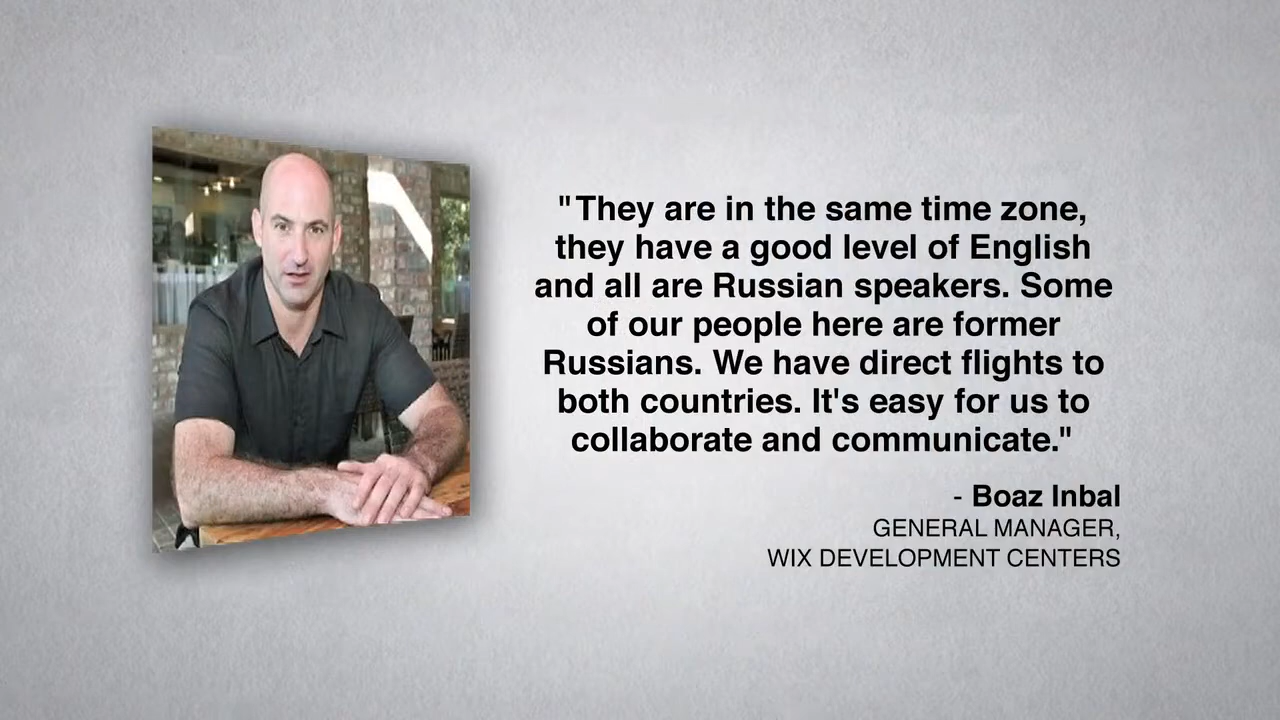 "They are in the same time zone,
they have a good level of English
and all are Russian speakers. Some
of our people here are former
Russians. We have direct flights to
both countries. It's easy for us to
collaborate and communicate."
- Boaz Inbal
GENERAL MANAGER,
WIX DEVELOPMENT CENTERS